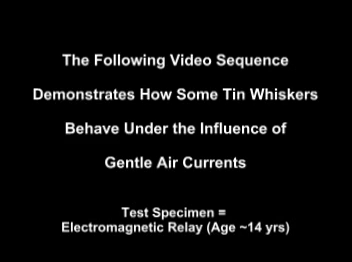 The Following Video Sequence
Demonstrates How Some Tin Whiskers
Behave Under the Influence of
Gentle Air Currents
Test Specimen =
Electromagnetic Relay (Age ~14 yrs)